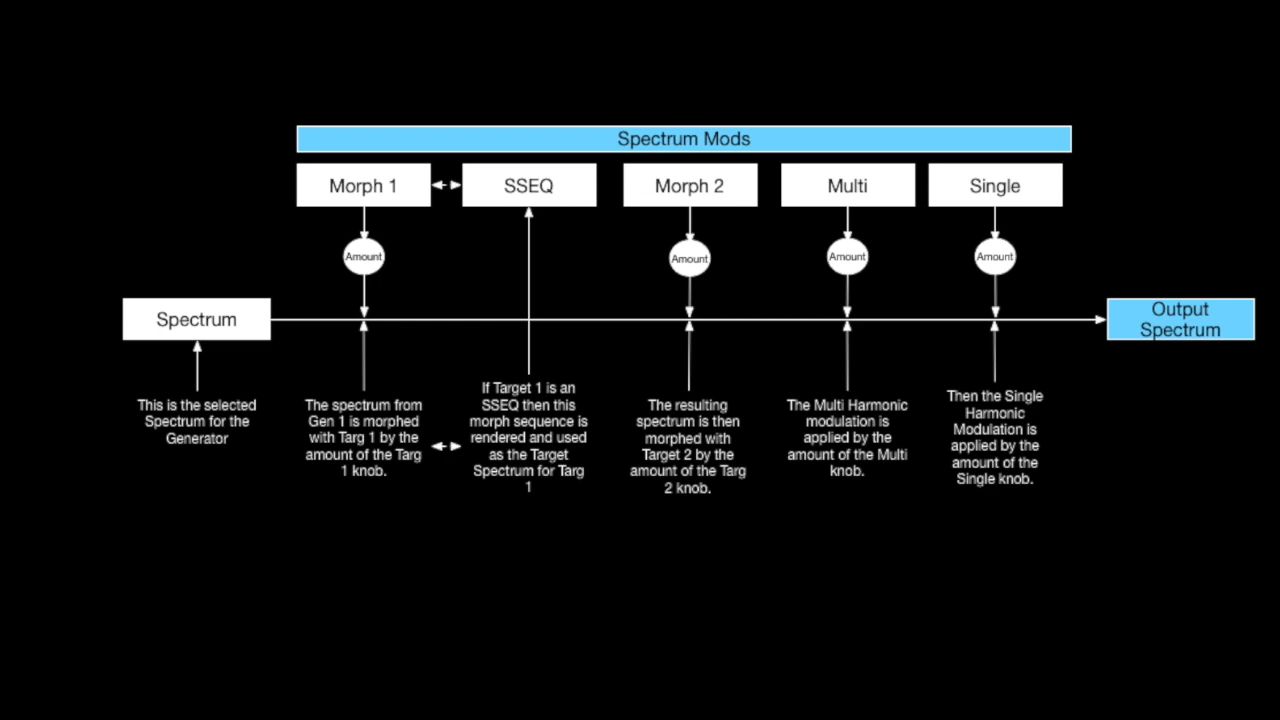 Spectrum Mods
Morph 1
SSEQ
Morph 2
Multi
Single
Amount
Amount
Amount
Amount
Spectrum
Output
Spectrum
This is the selected
Spectrum for the
Generator
The spectrum from
Gen 1 is morphed
with Targ 1 by the
amount of the Targ
1 knob.
If Target 1 is an
SSEQ then this
morph sequence is
rendered and used
as the Target
Spectrum for Targ
1
The resulting
spectrum is then
morphed with
Target 2 by the
amount of the Targ
2 knob.
The Multi Harmonic
modulation is
applied by the
amount of the Multi
knob.
Then the Single
Harmonic
Modulation is
applied by the
amount of the
Single knob.